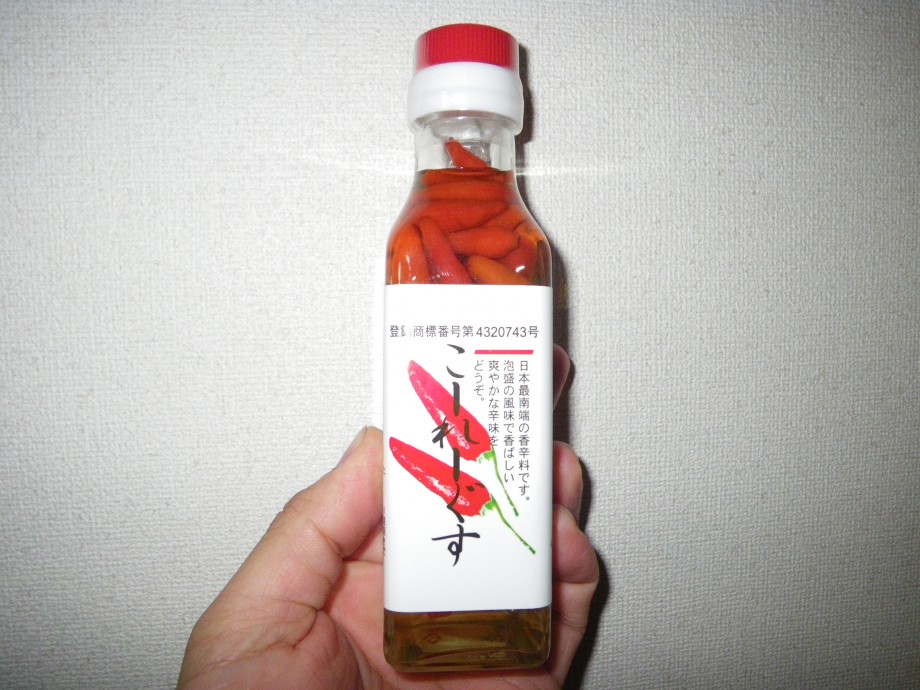 登録商標番号第4320743号
日本最南端の香辛料です。
泡盛の風味で香ばしい
爽やかな辛味を
どうぞ。
こーれーぐす